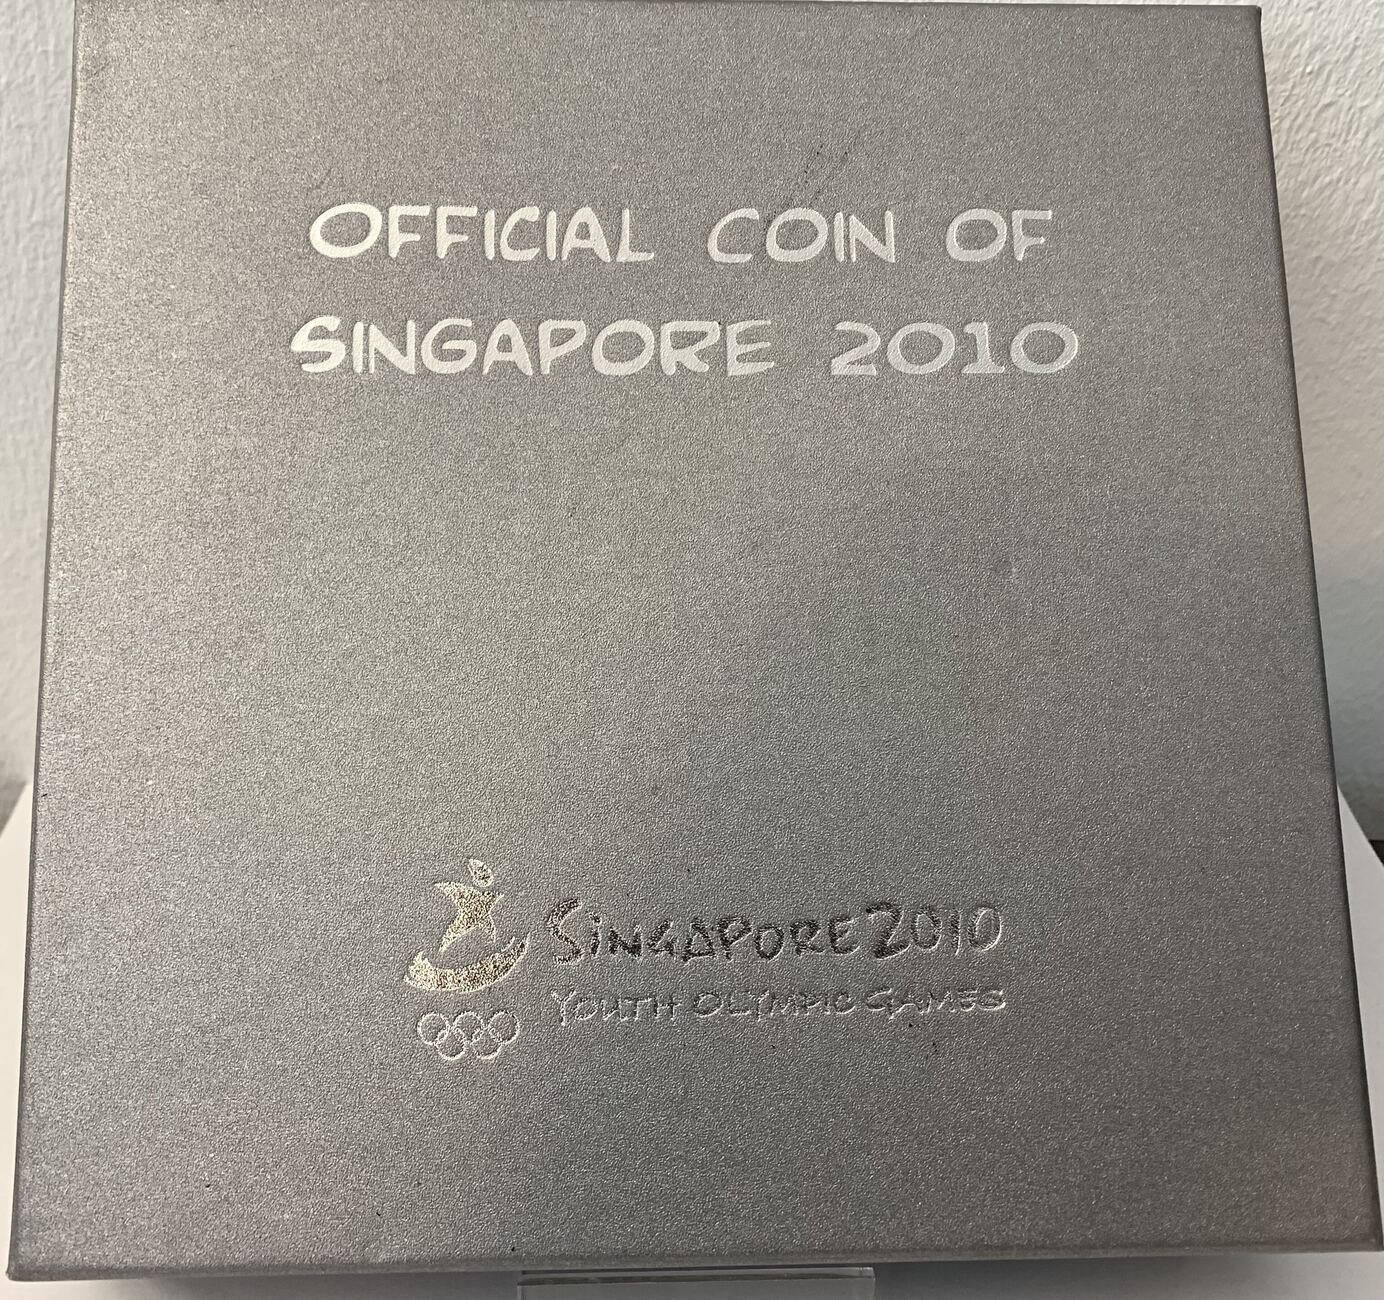 OFFICIAL COIN OF
SINGAPORE 2010
SiNGAPORE2010
YOUTH OLYMPIC GAMES